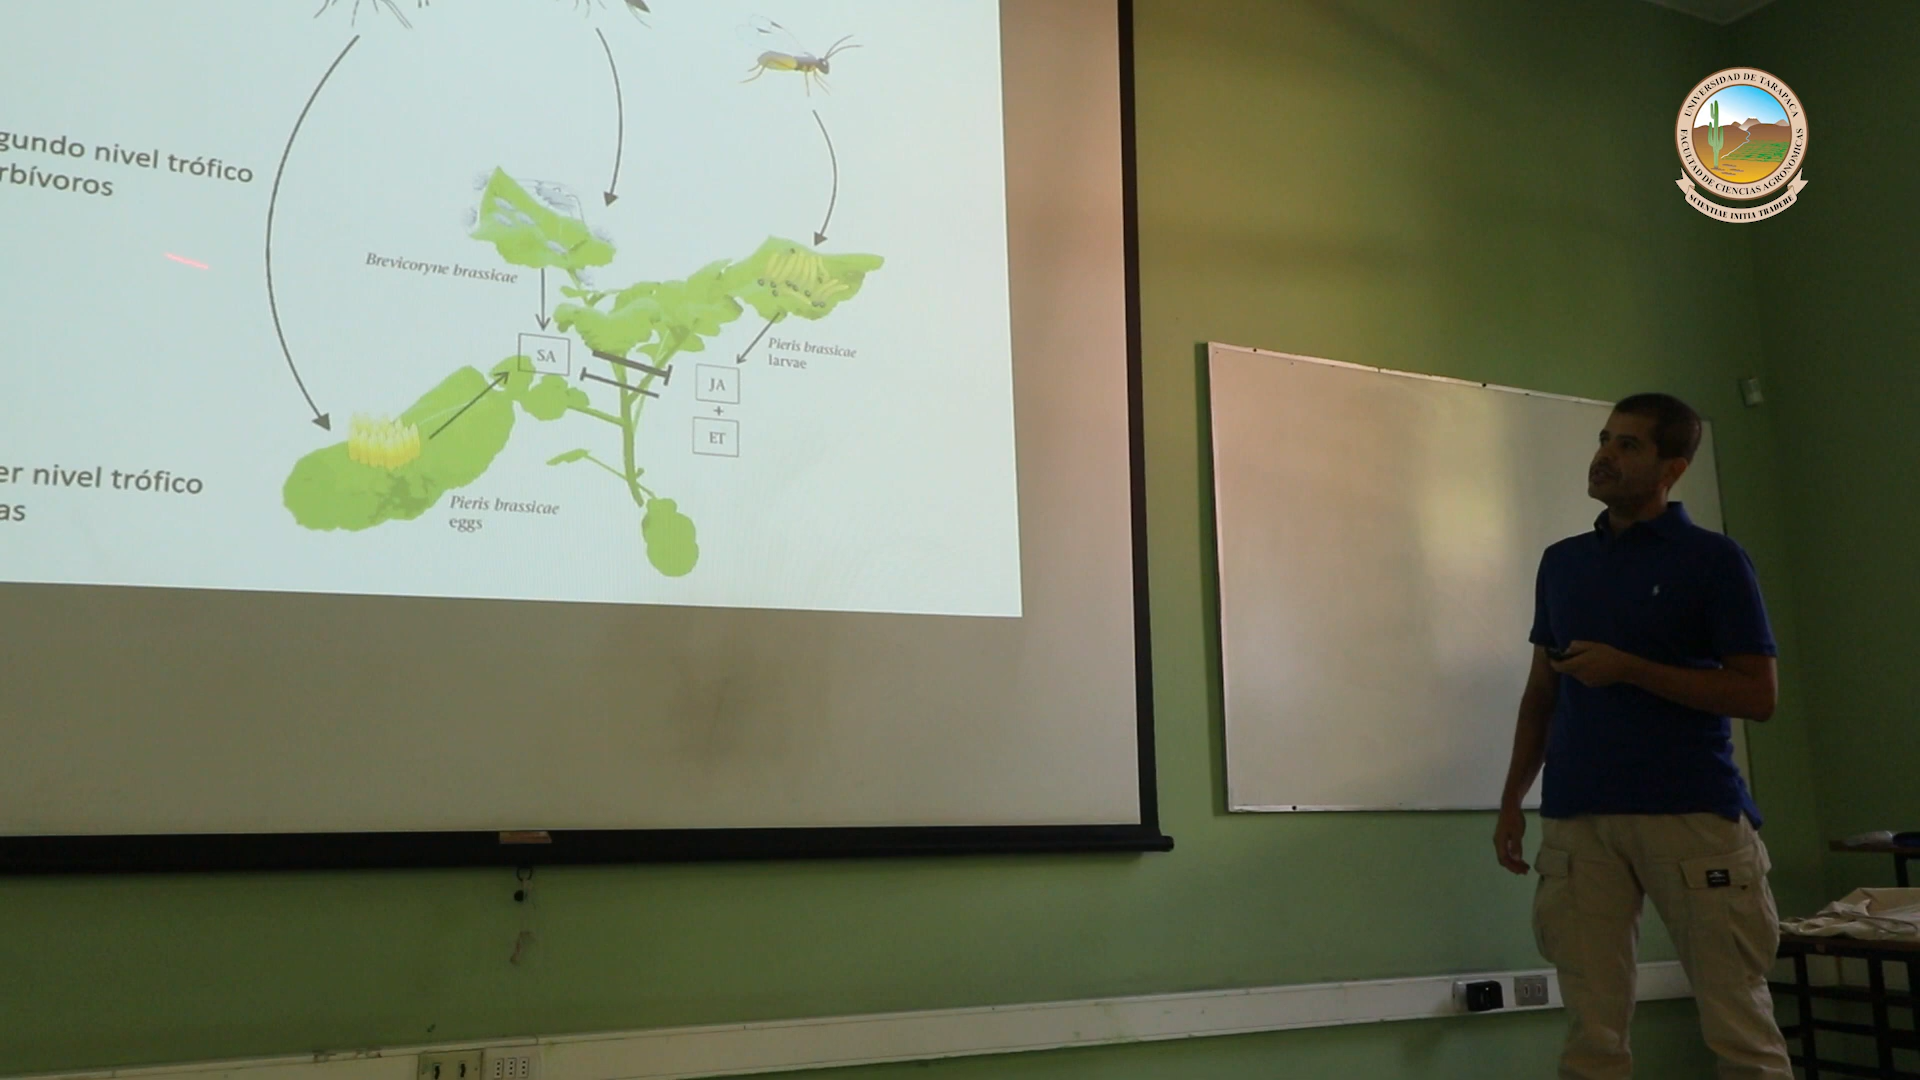 gundo nivel trófico
rbívoros
Brevicoryne brassicae
SA
Pieris brassicae
larvae
JA
+
ET
er nivel trófico
as
Pieris brassicae
eggs
UNIVERSIDAD DE TARAPACA
FACULTAD DE CIENCIAS AGRONOMICAS
SCIENTIAE INITIA TRADERE